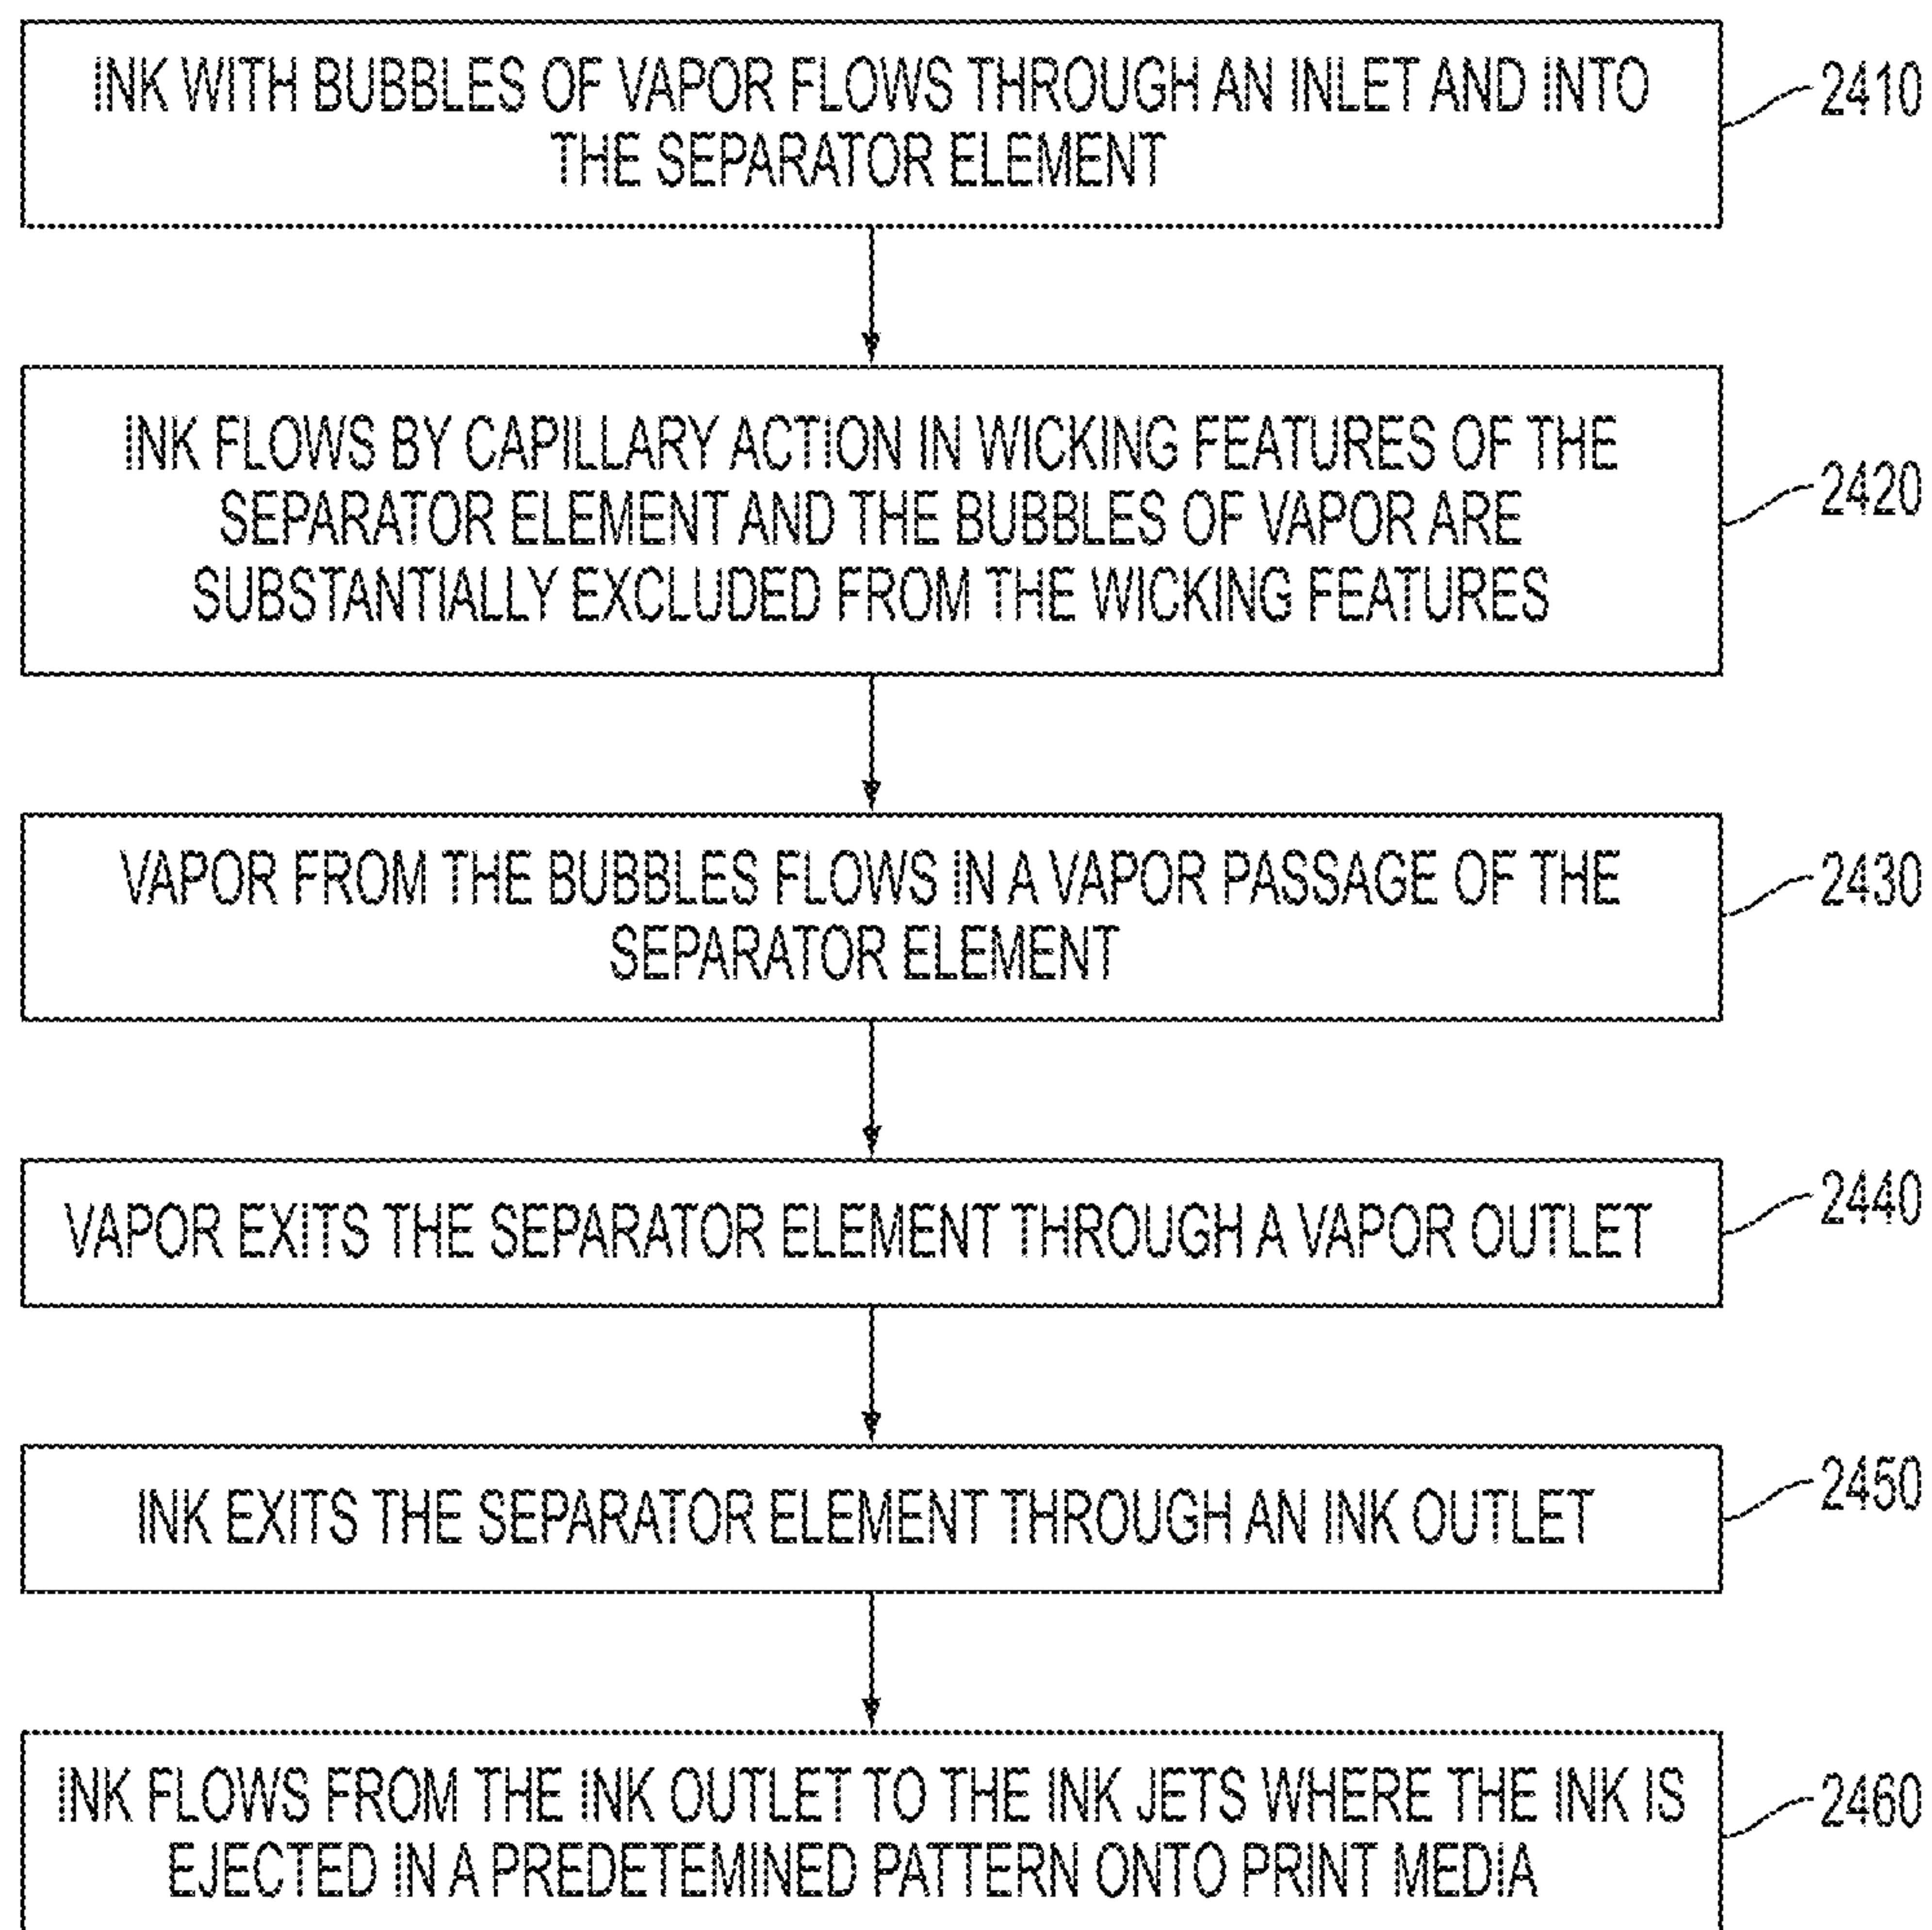 INK WITH BUBBLES OF VAPOR FLOWS THROUGH AN INLET AND INTO
THE SEPARATOR ELEMENT
2410
INK FLOWS BY CAPILLARY ACTION IN WICKING FEATURES OF THE
SEPARATOR ELEMENT AND THE BUBBLES OF VAPOR ARE
SUBSTANTIALLY EXCLUDED FROM THE WICKING FEATURES
2420
VAPOR FROM THE BUBBLES FLOWS IN A VAPOR PASSAGE OF THE
SEPARATOR ELEMENT
2430
VAPOR EXITS THE SEPARATOR ELEMENT THROUGH A VAPOR OUTLET
2440
INK EXITS THE SEPARATOR ELEMENT THROUGH AN INK OUTLET
2450
INK FLOWS FROM THE INK OUTLET TO THE INK JETS WHERE THE INK IS
EJECTED IN A PREDETEMINED PATTERN ONTO PRINT MEDIA
2460